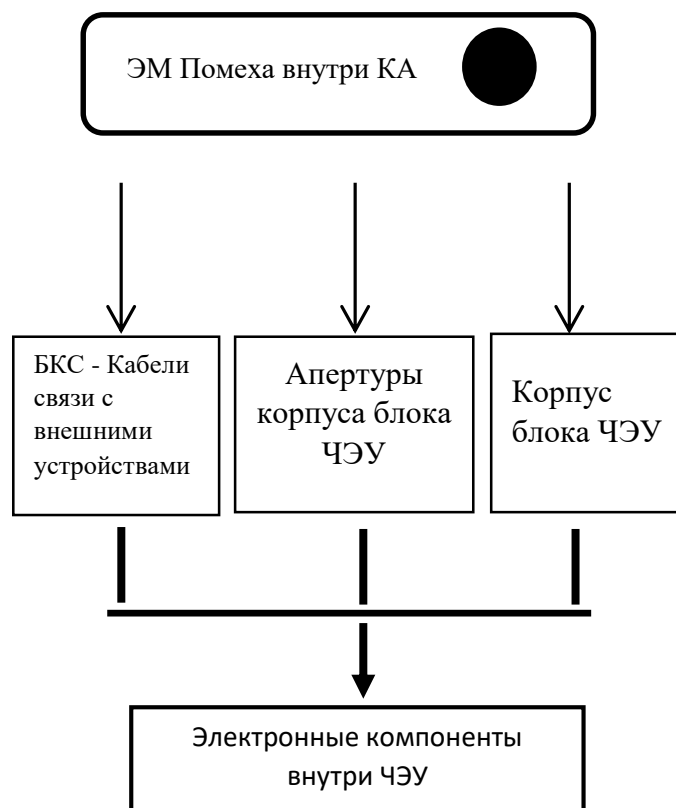 ЭМ Помеха внутри КА
БКС - Кабели
связи с
внешними
устройствами
Апертуры
корпуса блока
ЧЭУ
Корпус
блока ЧЭУ
Электронные компоненты
внутри ЧЭУ